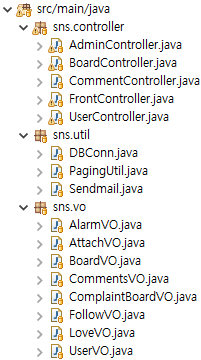 src/main/java
sns.controller
AdminController.java
BoardController.java
CommentController.java
FrontController.java
UserController.java
sns.util
DBConn.java
PagingUtil.java
Sendmail.java
sns.vo
AlarmVO.java
AttachVO.java
BoardVO.java
CommentsVO.java
ComplaintBoardVO.java
FollowVO.java
LoveVO.java
UserVO.java